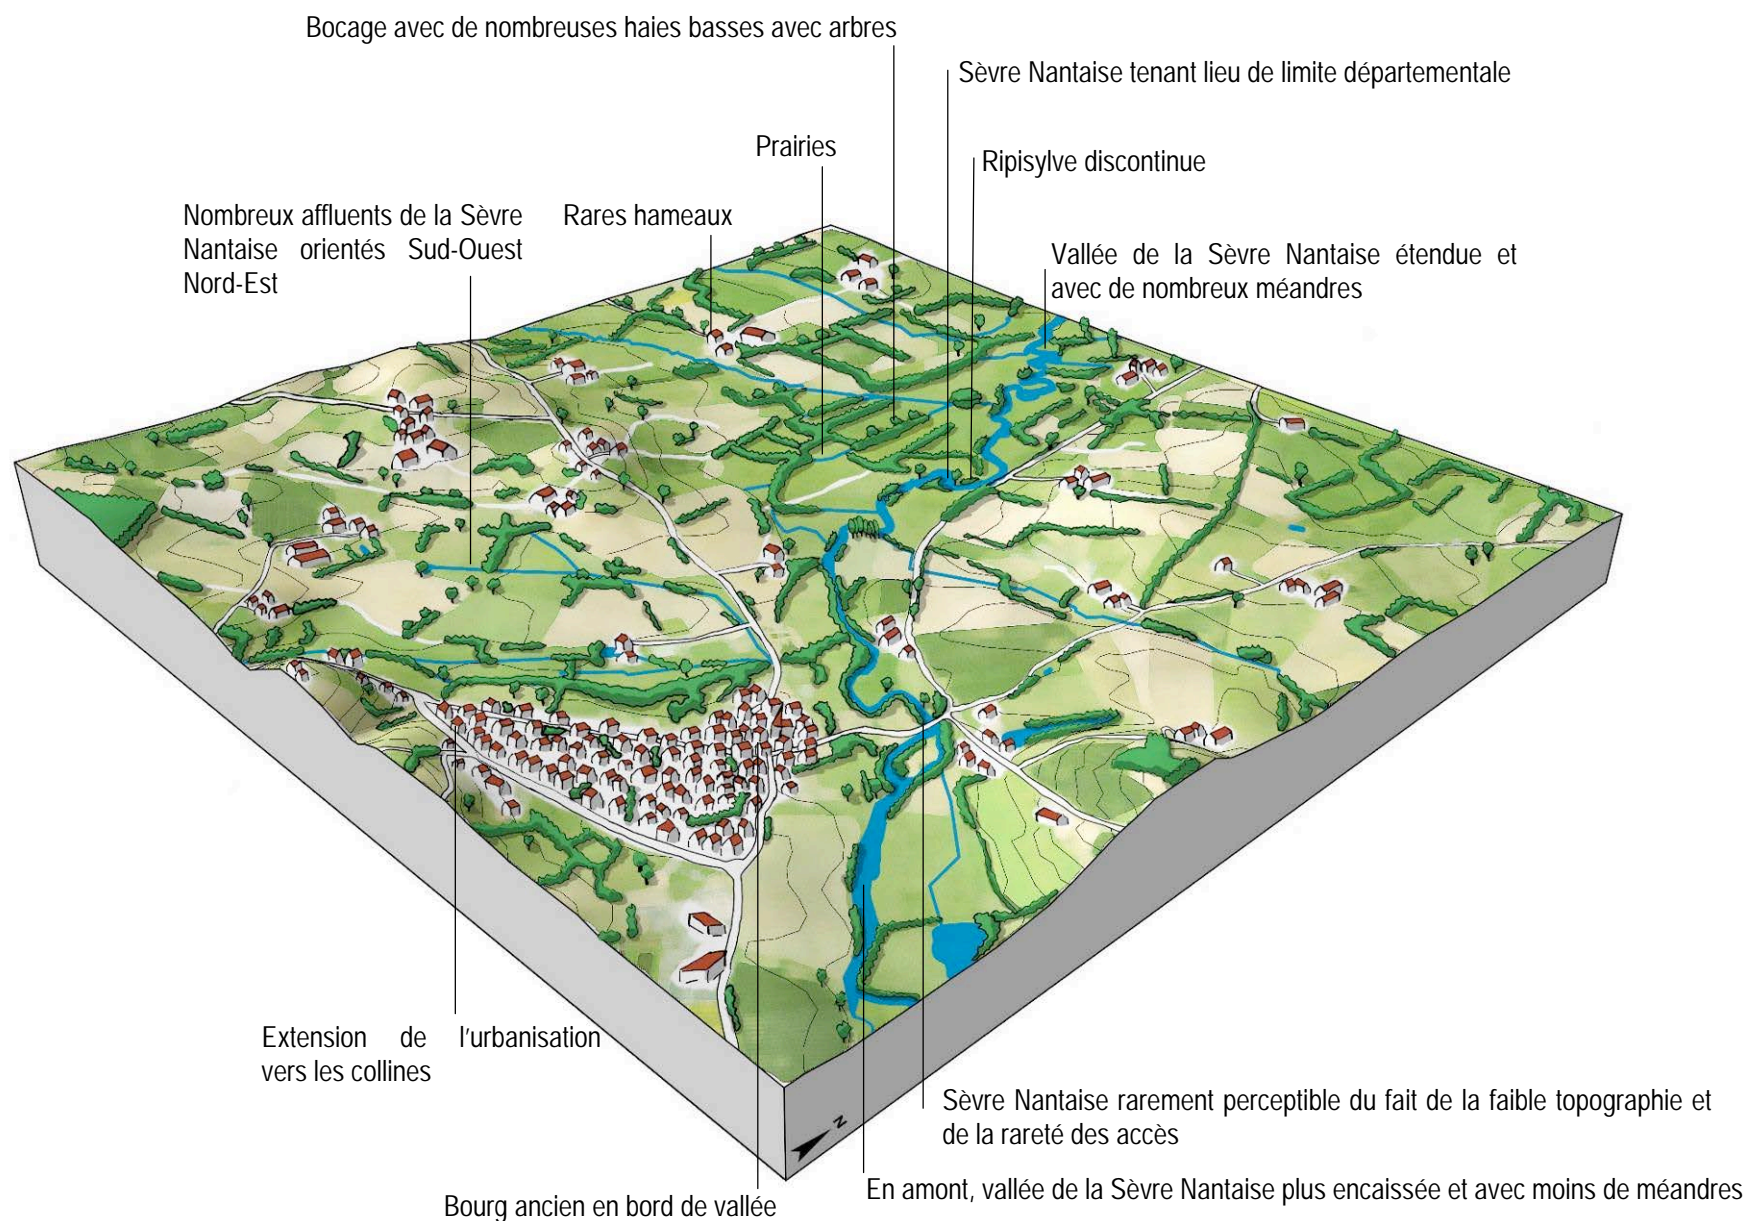 Bocage avec de nombreuses haies basses avec arbres
Sèvre Nantaise tenant lieu de limite départementale
Prairies
Ripisylve discontinue
Nombreux affluents de la Sèvre
Nantaise orientés Sud-Ouest
Nord-Est
Rares hameaux
Vallée de la Sèvre Nantaise étendue et
avec de nombreux méandres
Extension de l'urbanisation
vers les collines
Sèvre Nantaise rarement perceptible du fait de la faible topographie et
de la rareté des accès
N
En amont, vallée de la Sèvre Nantaise plus encaissée et avec moins de méandres
Bourg ancien en bord de vallée